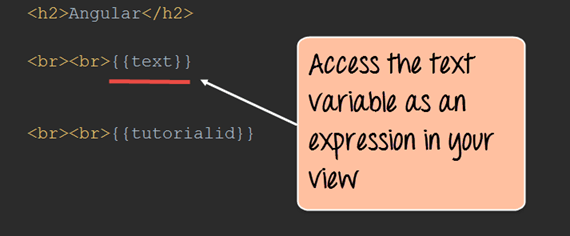 <h2>Angular</h2>
<br><br>{{text}}
Access the text
variable as an
expression in your
view
<br><br>{{tutorialid}}